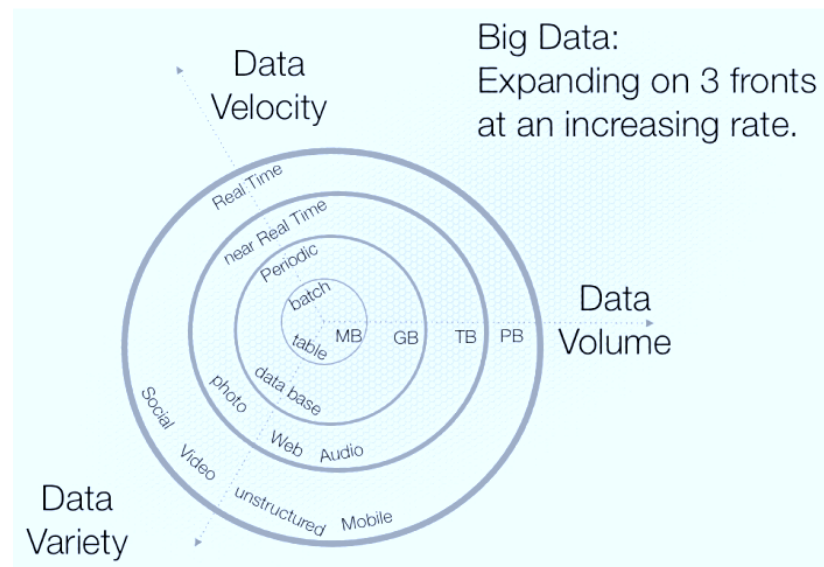 Big Data:
Expanding on 3 fronts
at an increasing rate.
Data
Velocity
Real Time
near Real Time
Periodic
batch
Data
Volume
MB
GB
TB
PB
table
data base
photo
Web
Audio
Social
Video
unstructured
Mobile
Data
Variety